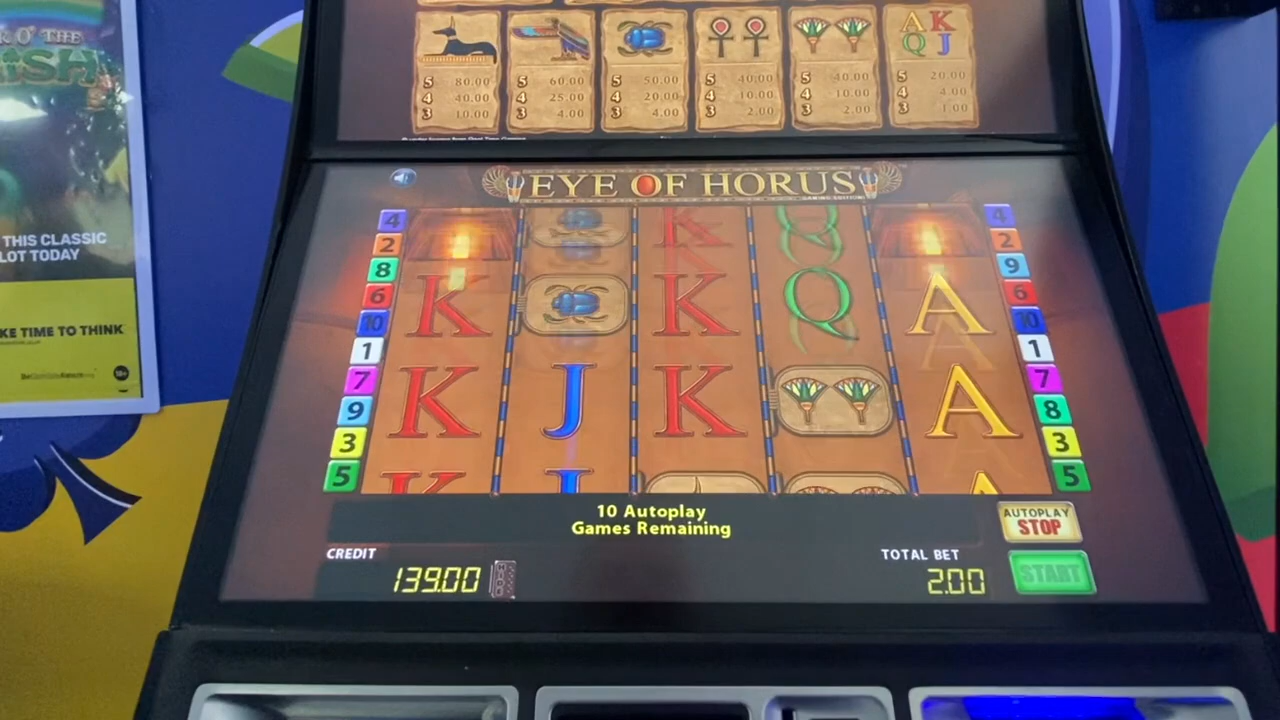 R O' THE
iSH
THIS CLASSIC
LOT TODAY
KE TIME TO THINK
18+
5 80.00
4 40.00
3 10.00
5 60.00
4 25.00
3 4.00
5 50.00
4 20.00
3 4.00
5 40.00
4 10.00
3 2.00
5 40.00
4 10.00
3 2.00
A K
Q J
5 20.00
4 4.00
3 1.00
EYE OF HORUS
4 K Q 4
2 2
8 9
6 K K Q A 6
10 10
1 1
7 K J K A 7
9 8
3 3
5 K J A 5
10 Autoplay
Games Remaining
AUTOPLAY
STOP
CREDIT
139.00
TOTAL BET
2.00
START